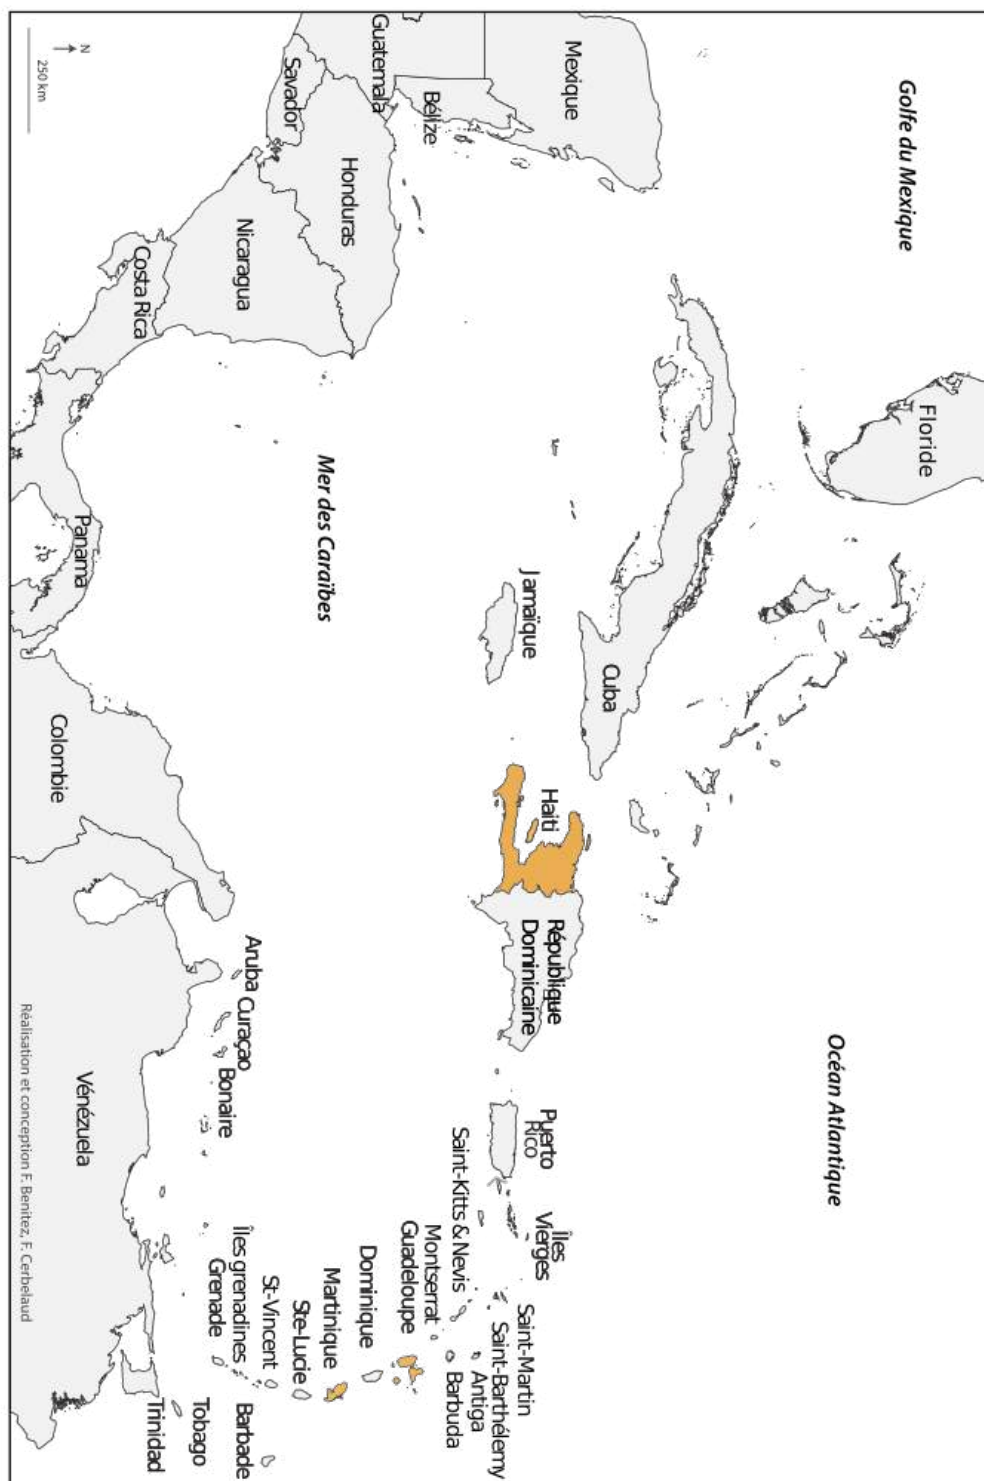 Golfe du Mexique
Océan Atlantique
Floride
Mexique
Cuba
Haiti
République
Dominicaine
Puerto
Rico
Îles
Vierges
Saint-Martin
Saint-Barthélemy
Antiga
Barbuda
Saint-Kitts & Nevis
Montserrat
Guadeloupe
Jamaïque
Bélize
Guatemala
Honduras
Savador
Mer des Caraïbes
Dominique
Martinique
Ste-Lucie
St-Vincent
Îles grenadines
Grenade
Barbade
Nicaragua
Aruba
Curaçao
Bonaire
Tobago
Trinidad
Costa Rica
Panama
Colombie
Vénézuela
N
250 km
Réalisation et conception F. Benitez, F. Cerbelaud